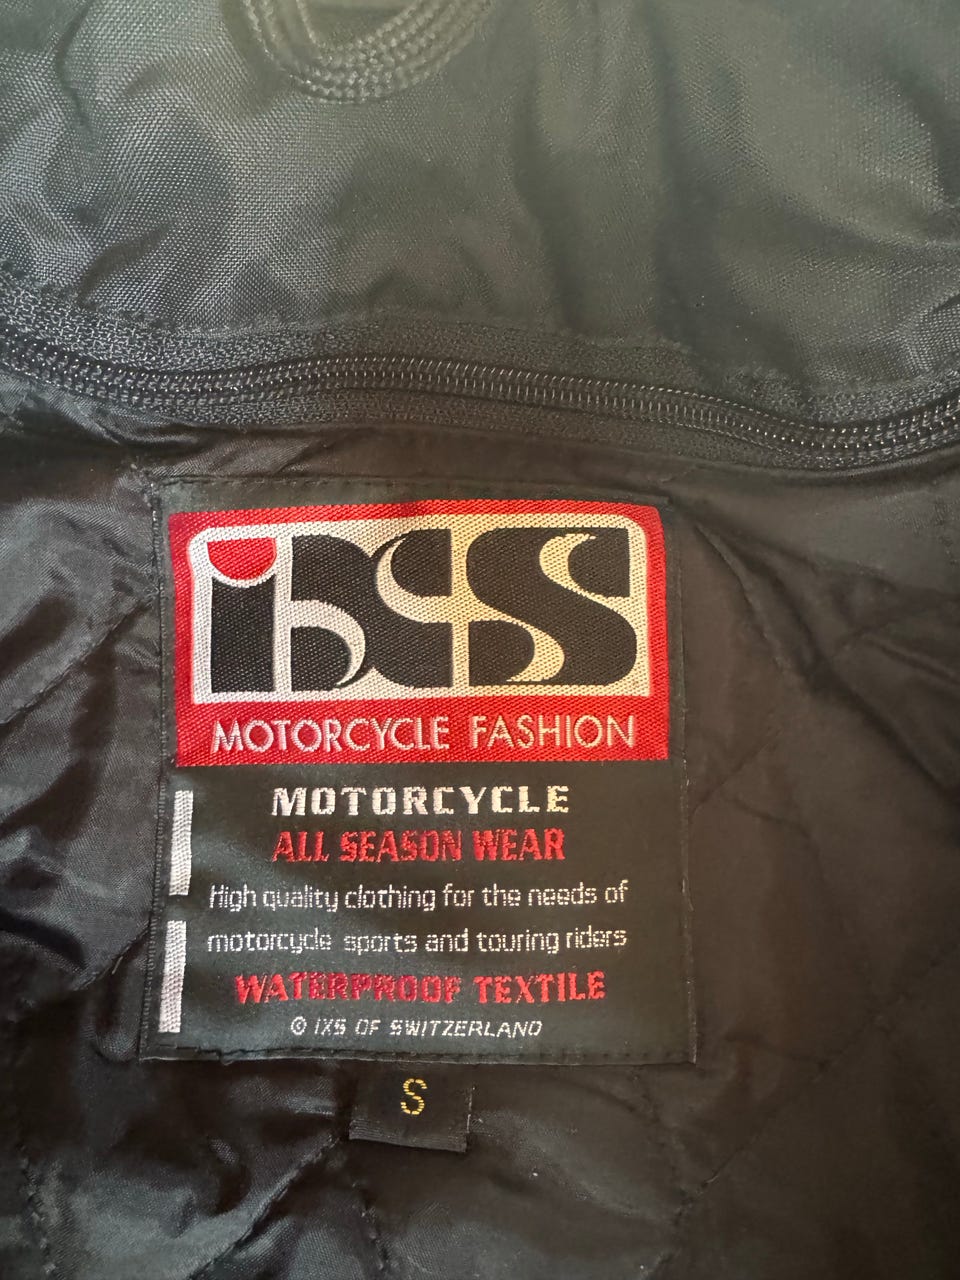 iXS
MOTORCYCLE FASHION
MOTORCYCLE
ALL SEASON WEAR
High quality clothing for the needs of
motorcycle sports and touring riders
WATERPROOF TEXTILE
© IXS OF SWITZERLAND
S